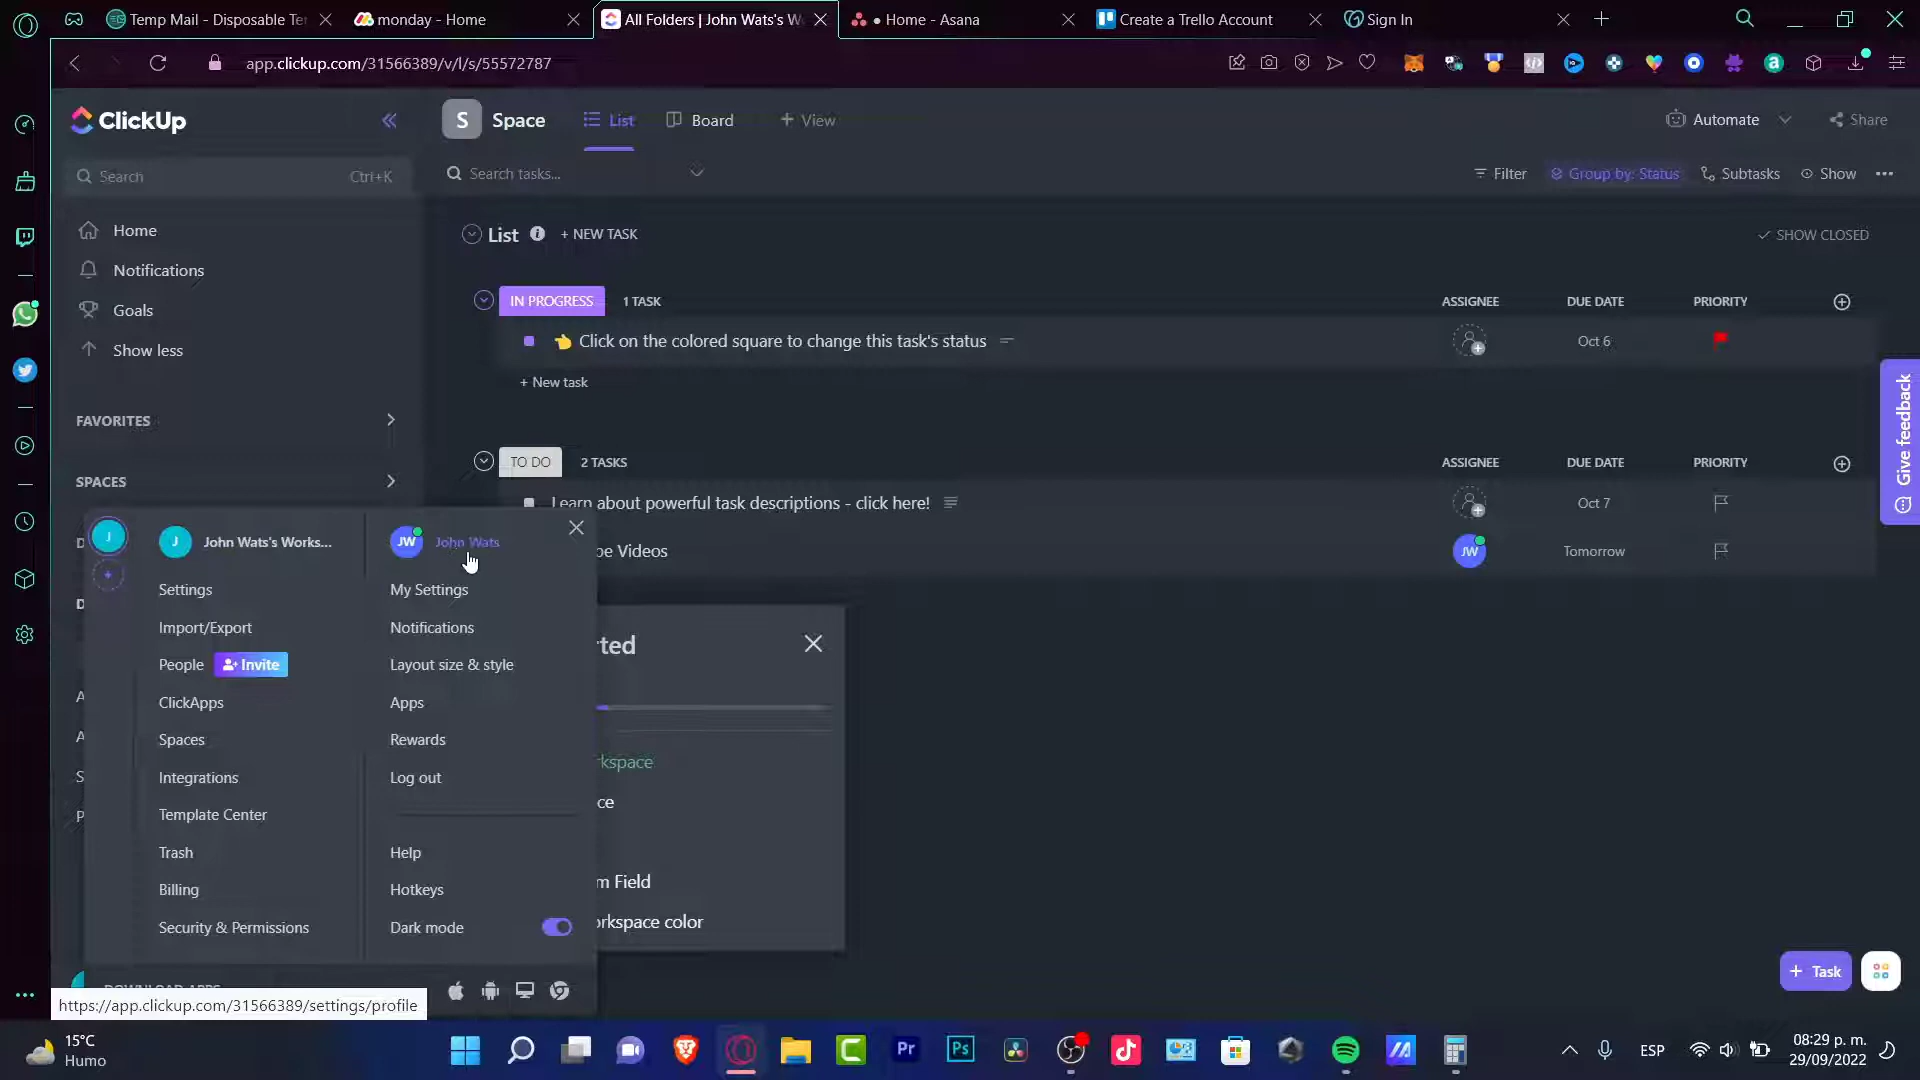 Temp Mail - Disposable Te
monday - Home
All Folders | John Wats's W
● Home - Asana
Create a Trello Account
Sign In
app.clickup.com/31566389/v/l/s/55572787
ClickUp
S
Space
List
Board
+ View
Automate
Share
Search
Ctrl+K
Search tasks...
Filter
Group by: Status
Subtasks
Show
Home
Notifications
Goals
Show less
FAVORITES
SPACES
List
+ NEW TASK
SHOW CLOSED
IN PROGRESS
1 TASK
ASSIGNEE
DUE DATE
PRIORITY
Click on the colored square to change this task's status
Oct 6
+ New task
TO DO
2 TASKS
ASSIGNEE
DUE DATE
PRIORITY
Learn about powerful task descriptions - click here!
Oct 7
be Videos
JW
Tomorrow
Give feedback
J
J
John Wats's Works...
JW
John Wats
Settings
Import/Export
People
Invite
ClickApps
Spaces
Integrations
Template Center
Trash
Billing
Security & Permissions
My Settings
Notifications
Layout size & style
Apps
Rewards
Log out
Help
Hotkeys
Dark mode
rted
rkspace
ce
m Field
orkspace color
+ Task
https://app.clickup.com/31566389/settings/profile
15°C
Humo
Pr
Ps
ESP
08:29 p. m.
29/09/2022